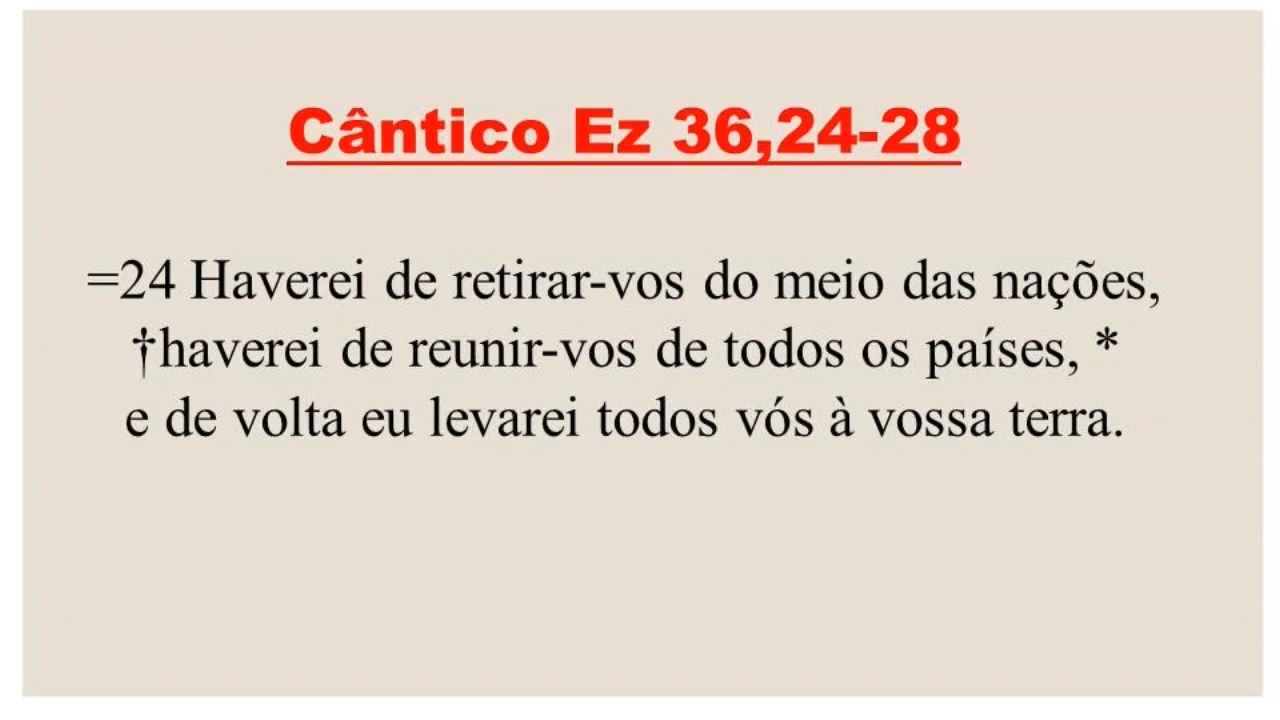 Cântico Ez 36,24-28
=24 Haverei de retirar-vos do meio das nações,
†haverei de reunir-vos de todos os países, *
e de volta eu levarei todos vós à vossa terra.